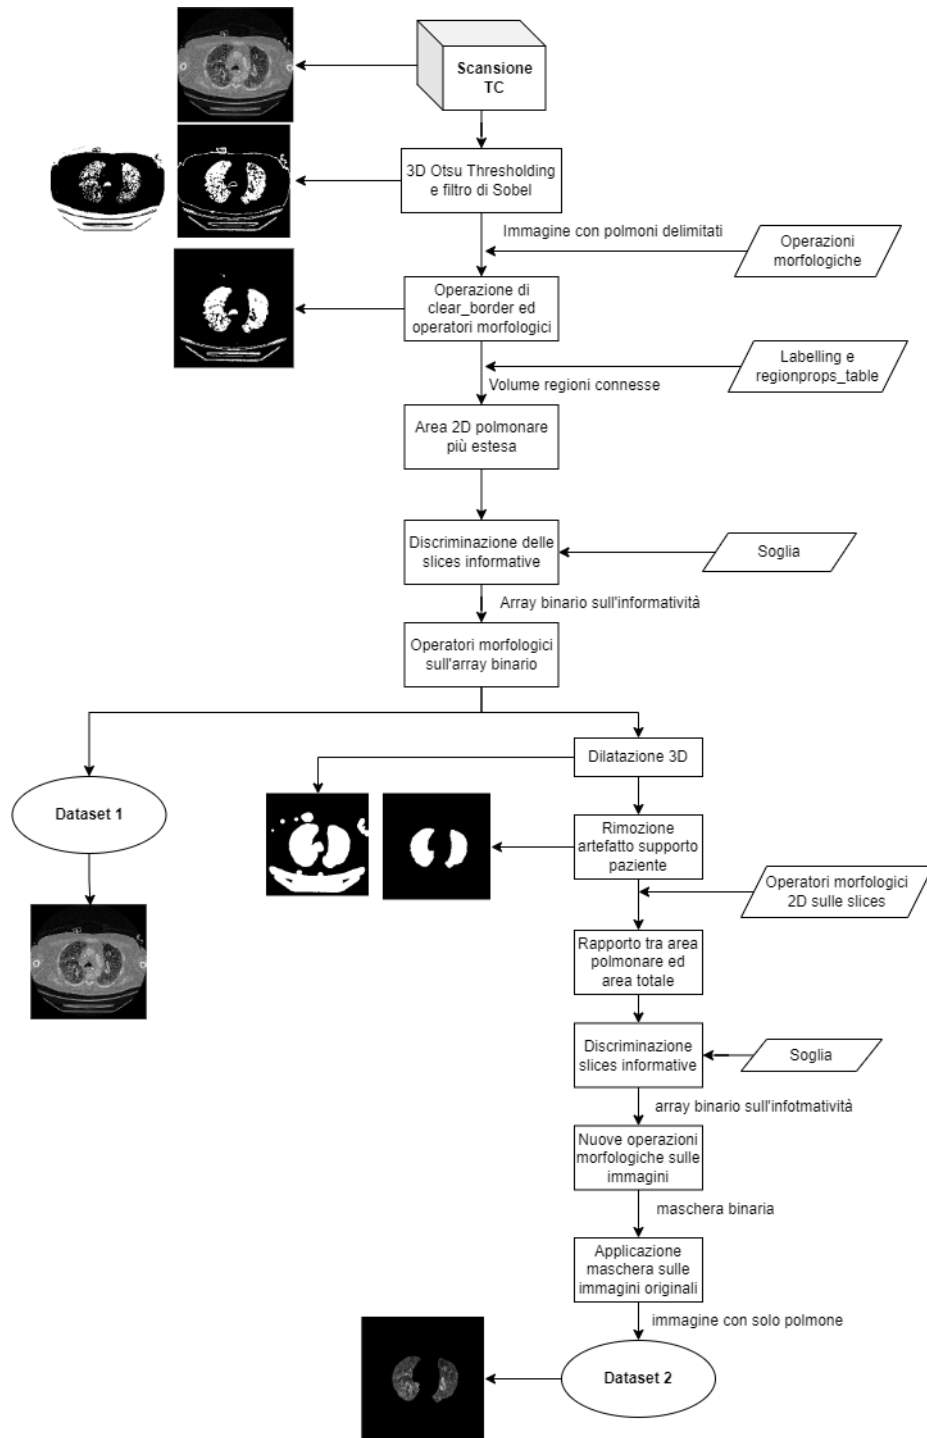 Scansione
TC
3D Otsu Thresholding
e filtro di Sobel
Immagine con polmoni delimitati
Operazioni
morfologiche
Operazione di
clear_border ed
operatori morfologici
Labelling e
regionprops_table
Volume regioni connesse
Area 2D polmonare
più estesa
Discriminazione delle
slices informative
Soglia
Array binario sull'informatività
Operatori morfologici
sull'array binario
Dilatazione 3D
Dataset 1
Rimozione
artefatto supporto
paziente
Operatori morfologici
2D sulle slices
Rapporto tra area
polmonare ed
area totale
Discriminazione
slices informative
Soglia
array binario sull'infotmatività
Nuove operazioni
morfologiche sulle
immagini
maschera binaria
Applicazione
maschera sulle
immagini originali
immagine con solo polmone
Dataset 2